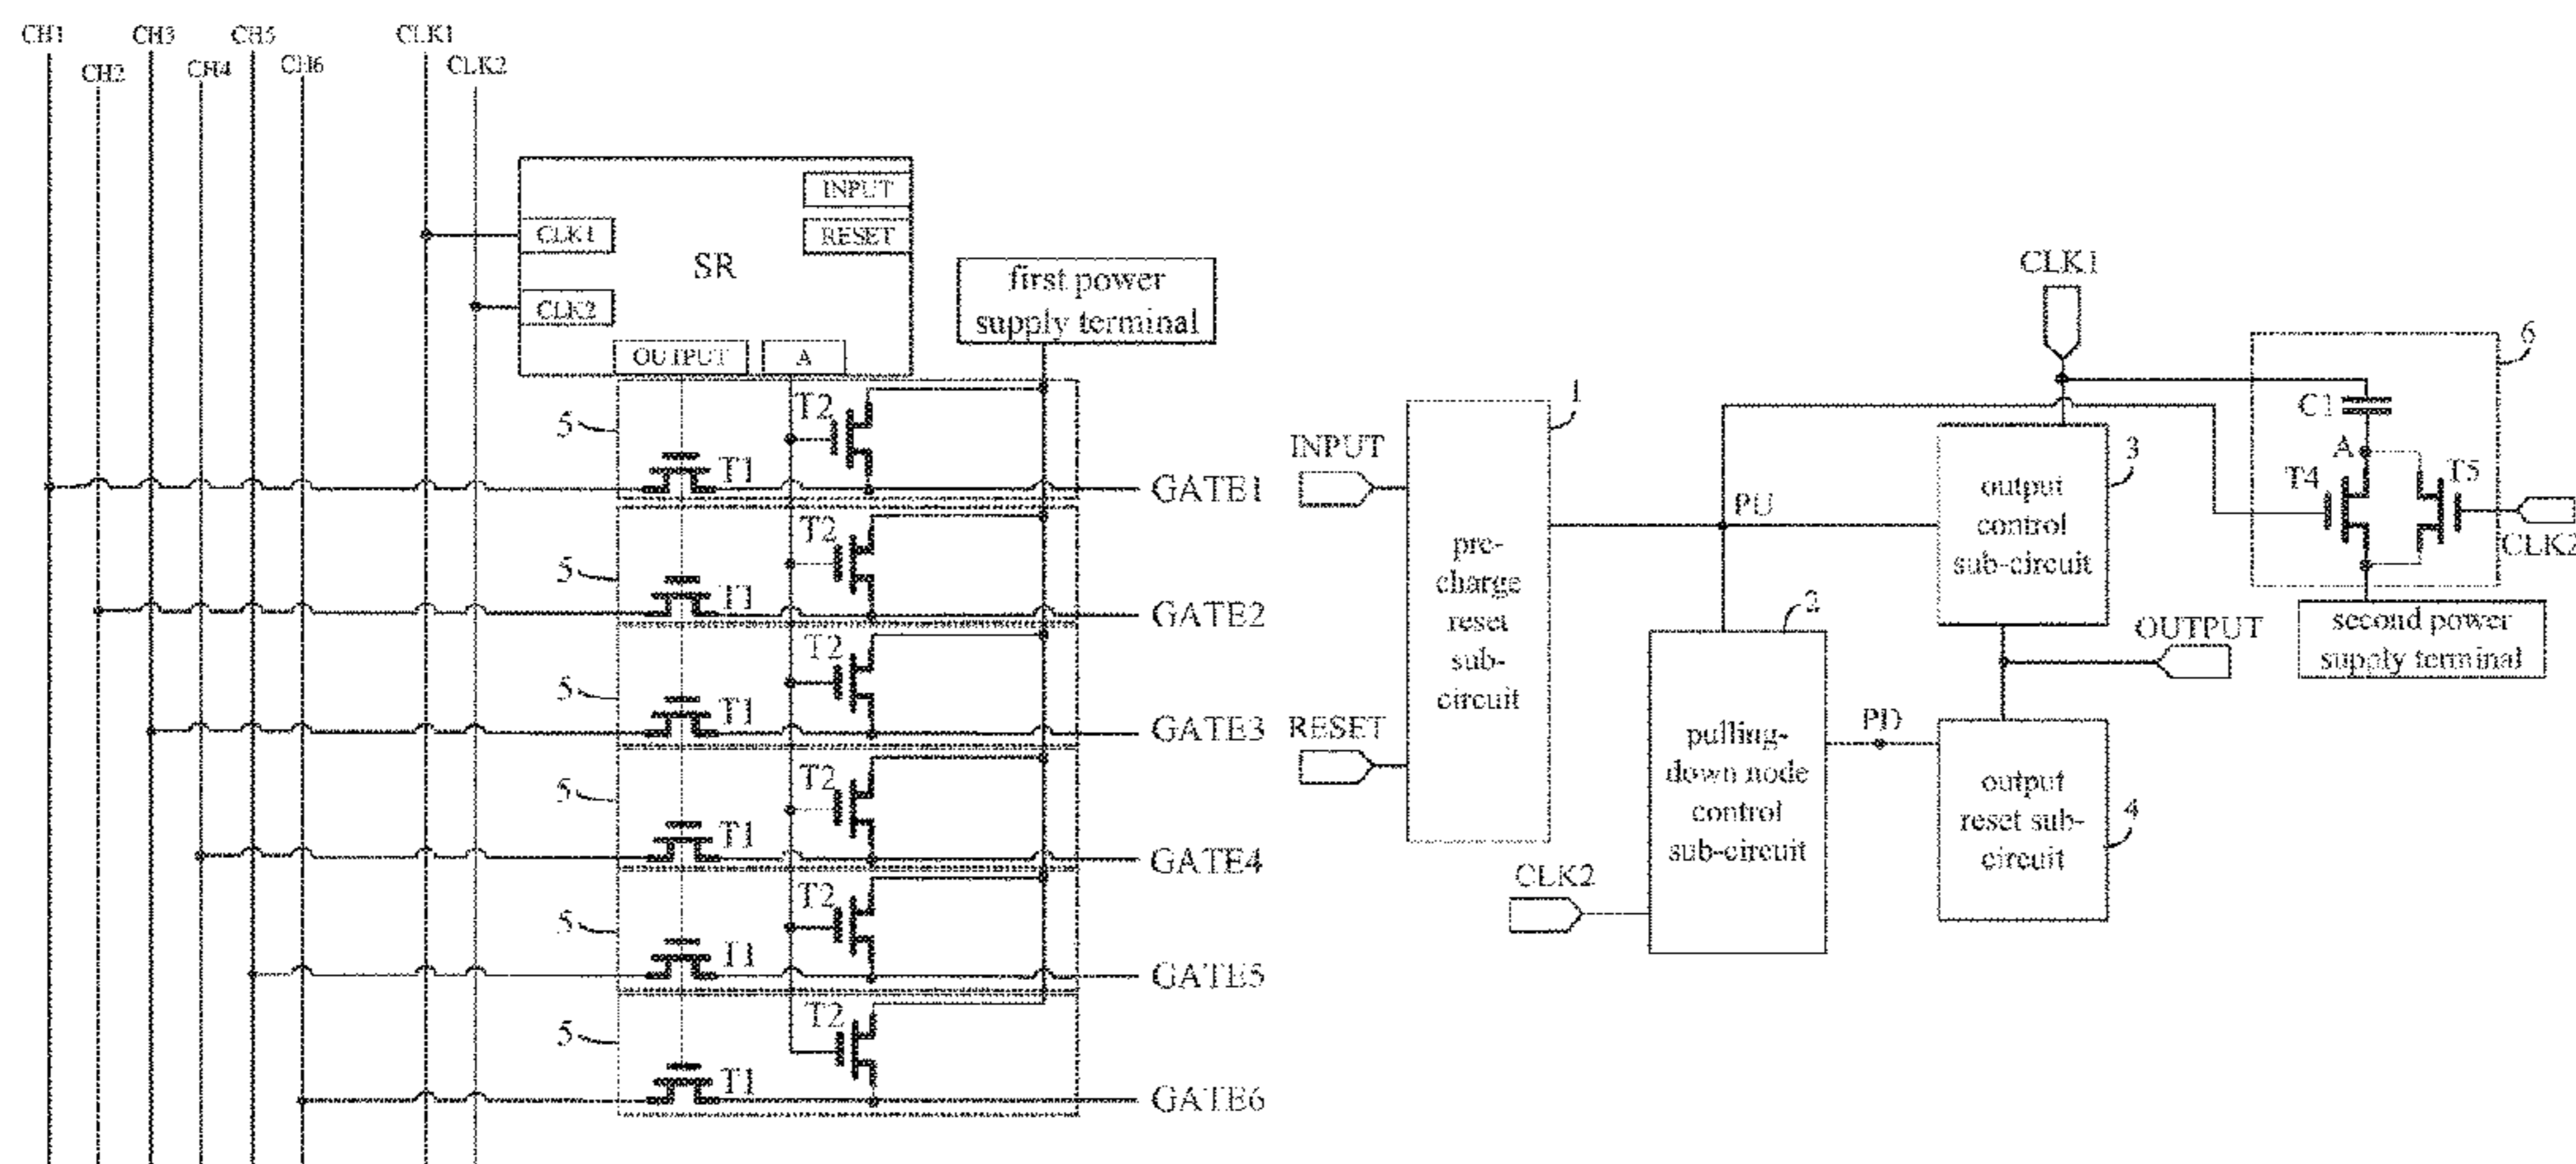 CH1
CH3
CH5
CLK1
CH2
CH4
CH6
CLK2
INPUT
CLK1
RESET
SR
CLK2
OUTPUT
A
first power
supply terminal
5
T2
T1
GATE1
5
T2
T1
GATE2
5
T2
T1
GATE3
5
T2
T1
GATE4
5
T2
T1
GATE5
5
T2
T1
GATE6
CLK1
6
1
C1
INPUT
3
A
T4
T5
PU
output
control
sub-circuit
CLK2
pre-
charge
reset
sub-
circuit
2
OUTPUT
second power
supply terminal
RESET
PD
pulling-
down node
control
sub-circuit
output
reset sub-
circuit
4
CLK2